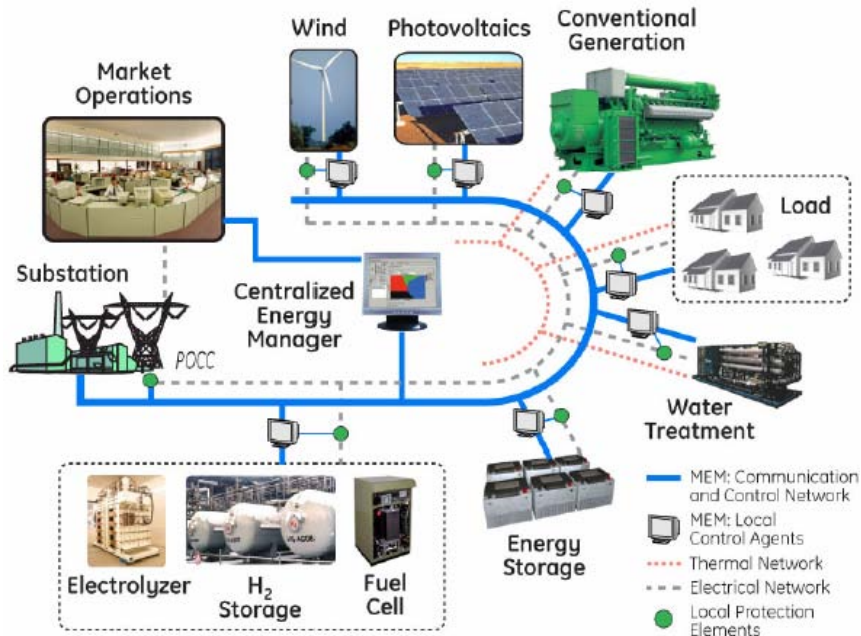 Wind
Photovoltaics
Conventional
Generation
Market
Operations
Load
Substation
Centralized
Energy
Manager
POCC
Water
Treatment
Electrolyzer
H2
Storage
Fuel
Cell
Energy
Storage
MEM: Communication
and Control Network
MEM: Local
Control Agents
Thermal Network
Electrical Network
Local Protection
Elements